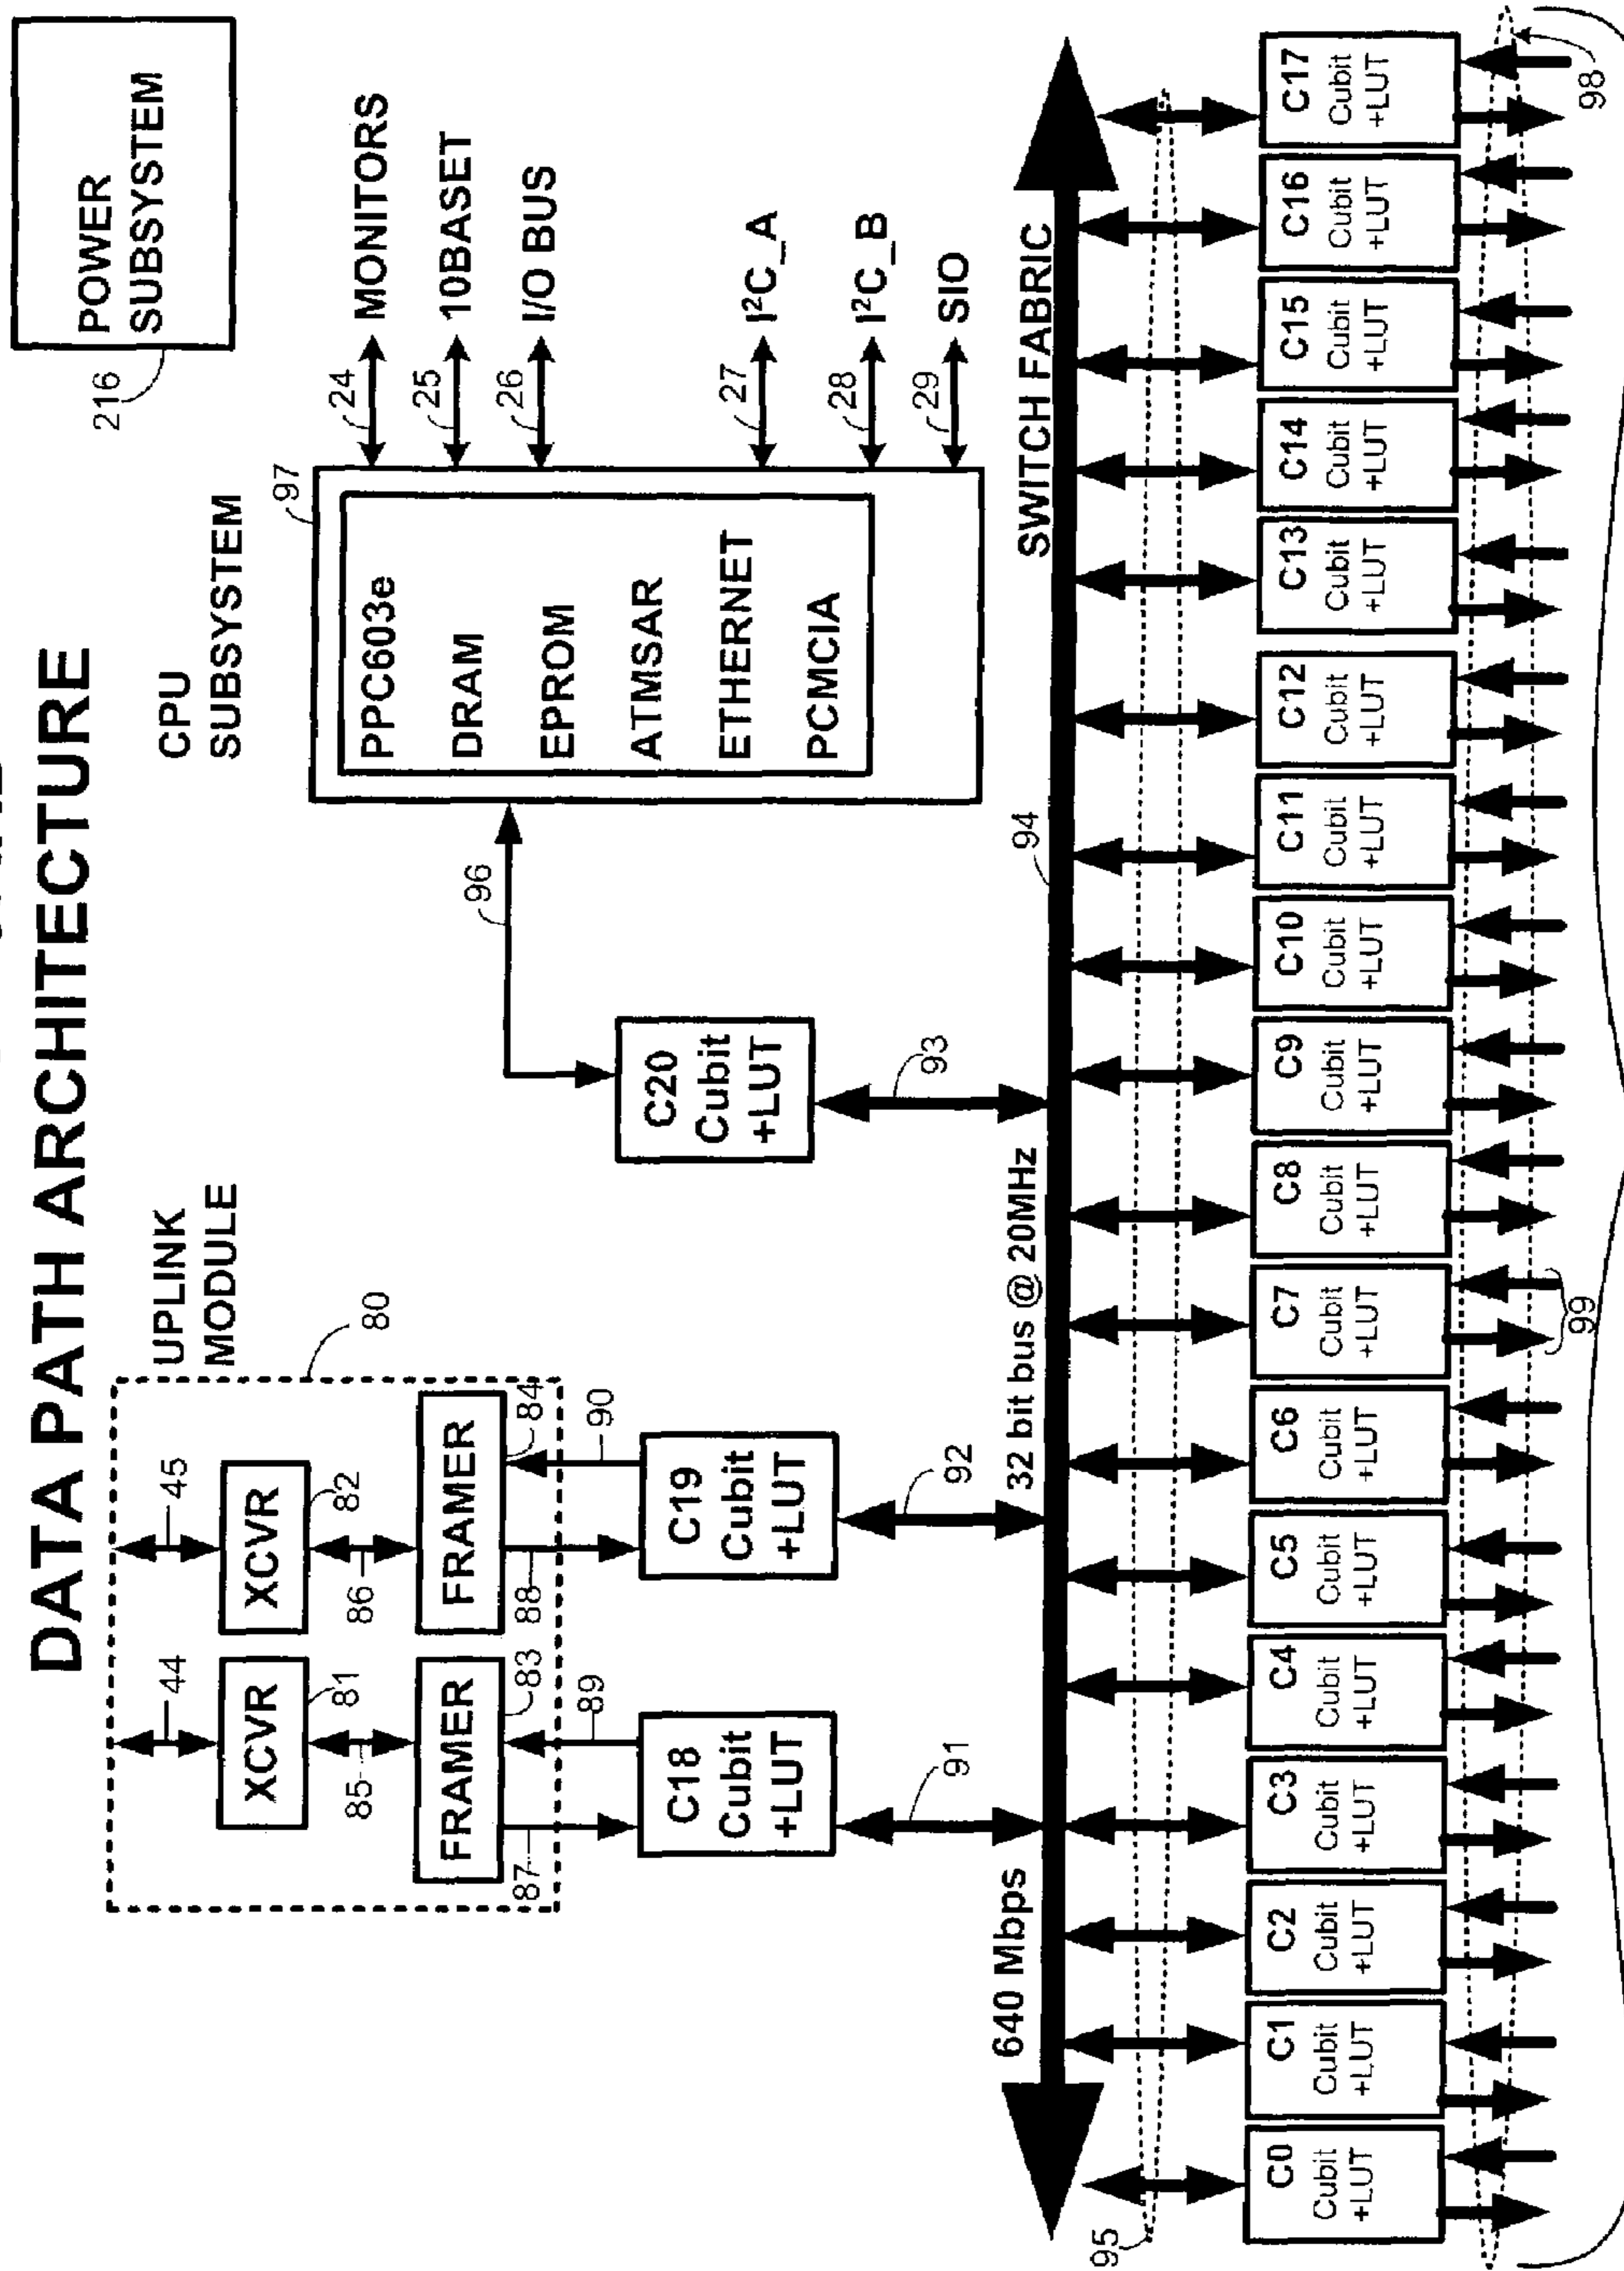 DATA PATH ARCHITECTURE
POWER
SUBSYSTEM
216
UPLINK
MODULE
80
44
45
XCVR
XCVR
81
82
85
86
FRAMER
FRAMER
83
84
87
89
88
90
C18
Cubit
+LUT
C19
Cubit
+LUT
91
92
CPU
SUBSYSTEM
97
PPC603e
DRAM
EPROM
ATMSAR
ETHERNET
PCMCIA
24
MONITORS
25
10BASET
26
I/O BUS
27
I²C_A
28
I²C_B
29
SIO
96
C20
Cubit
+LUT
93
640 Mbps
32 bit bus @ 20MHz
94
SWITCH FABRIC
95
C0
Cubit
+LUT
C1
Cubit
+LUT
C2
Cubit
+LUT
C3
Cubit
+LUT
C4
Cubit
+LUT
C5
Cubit
+LUT
C6
Cubit
+LUT
C7
Cubit
+LUT
C8
Cubit
+LUT
C9
Cubit
+LUT
C10
Cubit
+LUT
C11
Cubit
+LUT
C12
Cubit
+LUT
C13
Cubit
+LUT
C14
Cubit
+LUT
C15
Cubit
+LUT
C16
Cubit
+LUT
C17
Cubit
+LUT
99
98